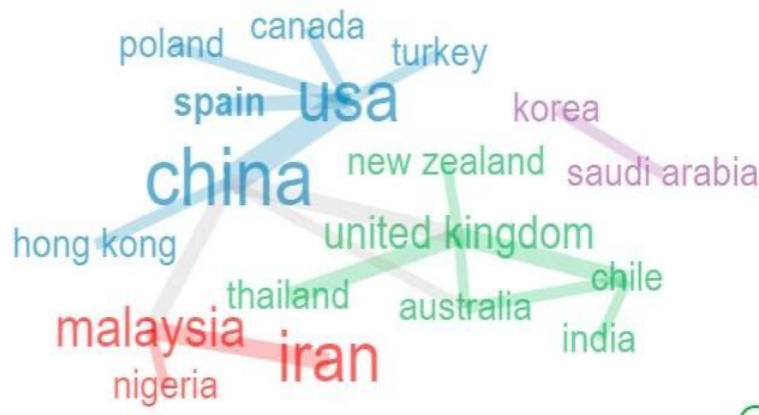 canada
poland
turkey
spain
usa
korea
new zealand
saudi arabia
china
united kingdom
hong kong
chile
thailand
australia
malaysia
india
iran
nigeria